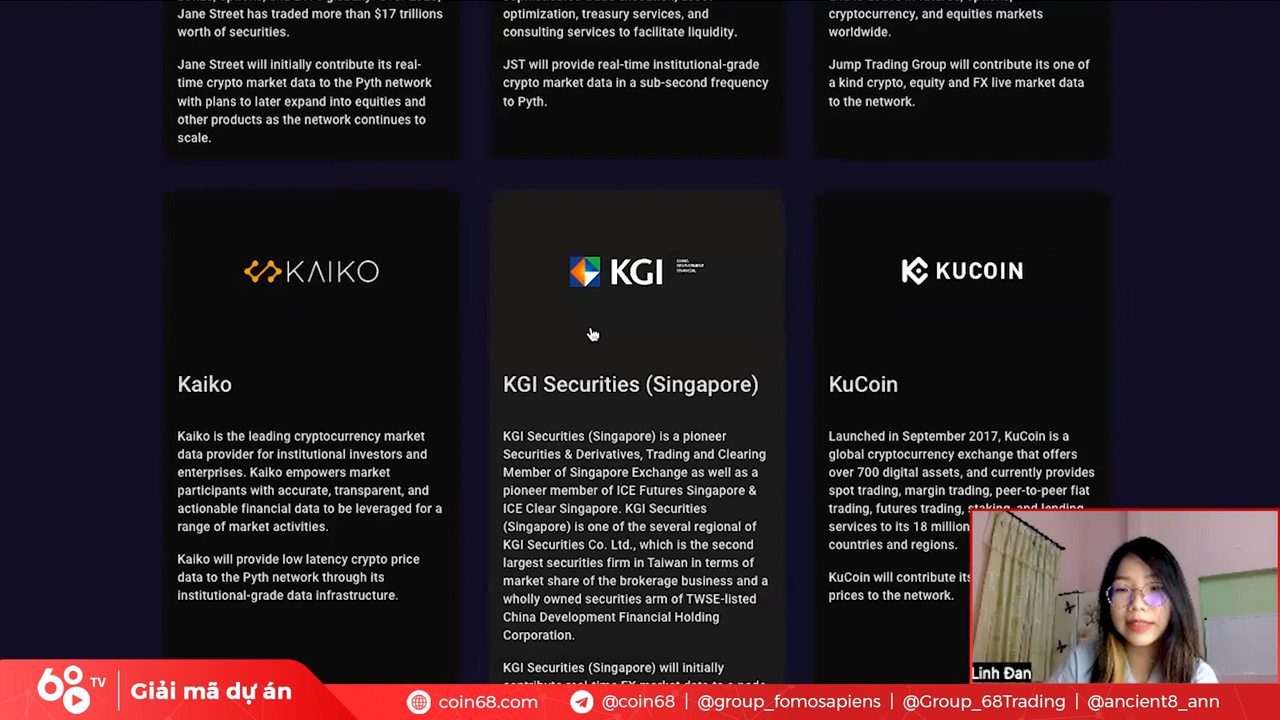 Jane Street has traded more than $17 trillions
worth of securities.
Jane Street will initially contribute its real-
time crypto market data to the Pyth network
with plans to later expand into equities and
other products as the network continues to
scale.
optimization, treasury services, and
consulting services to facilitate liquidity.
JST will provide real-time institutional-grade
crypto market data in a sub-second frequency
to Pyth.
cryptocurrency, and equities markets
worldwide.
Jump Trading Group will contribute its one of
a kind crypto, equity and FX live market data
to the network.
KAIKO
Kaiko
Kaiko is the leading cryptocurrency market
data provider for institutional investors and
enterprises. Kaiko empowers market
participants with accurate, transparent, and
actionable financial data to be leveraged for a
range of market activities.
Kaiko will provide low latency crypto price
data to the Pyth network through its
institutional-grade data infrastructure.
KGI
CHINA
DEVELOPMENT
FINANCIAL
KGI Securities (Singapore)
KGI Securities (Singapore) is a pioneer
Securities & Derivatives, Trading and Clearing
Member of Singapore Exchange as well as a
pioneer member of ICE Futures Singapore &
ICE Clear Singapore. KGI Securities
(Singapore) is one of the several regional of
KGI Securities Co. Ltd., which is the second
largest securities firm in Taiwan in terms of
market share of the brokerage business and a
wholly owned securities arm of TWSE-listed
China Development Financial Holding
Corporation.
KGI Securities (Singapore) will initially
KUCOIN
KuCoin
Launched in September 2017, KuCoin is a
global cryptocurrency exchange that offers
over 700 digital assets, and currently provides
spot trading, margin trading, peer-to-peer fiat
trading, futures trading, staking, and lending
services to its 18 million
countries and regions.
KuCoin will contribute its
prices to the network.
Linh Đan
68 TV
Giải mã dự án
coin68.com
@coin68
@group_fomosapiens
@Group_68Trading
@ancient8_ann